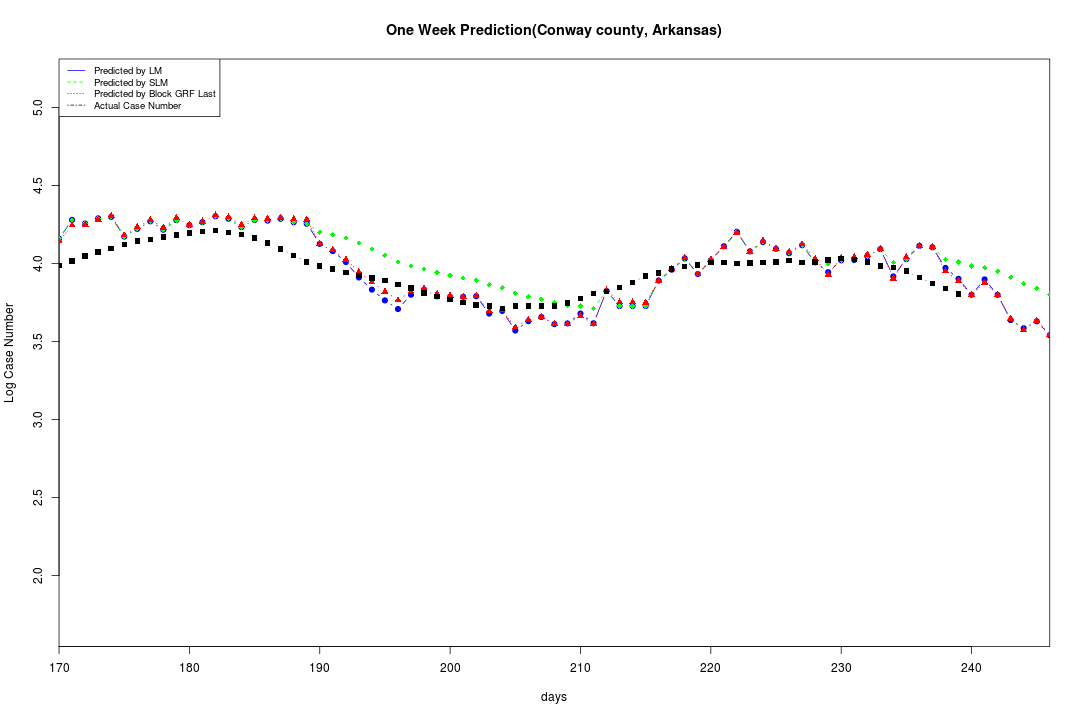 One Week Prediction(Conway county, Arkansas)
Predicted by LM
Predicted by SLM
Predicted by Block GRF Last
Actual Case Number
5.0
4.5
4.0
3.5
3.0
2.5
2.0
Log Case Number
170 180 190 200 210 220 230 240
days